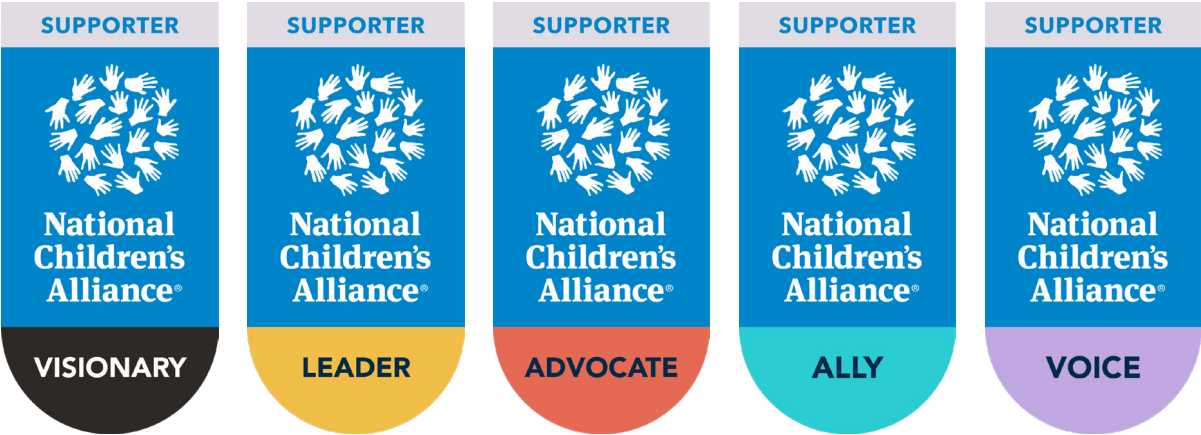 SUPPORTER
National
Children's
Alliance®
VISIONARY
SUPPORTER
National
Children's
Alliance®
LEADER
SUPPORTER
National
Children's
Alliance®
ADVOCATE
SUPPORTER
National
Children's
Alliance®
ALLY
SUPPORTER
National
Children's
Alliance®
VOICE